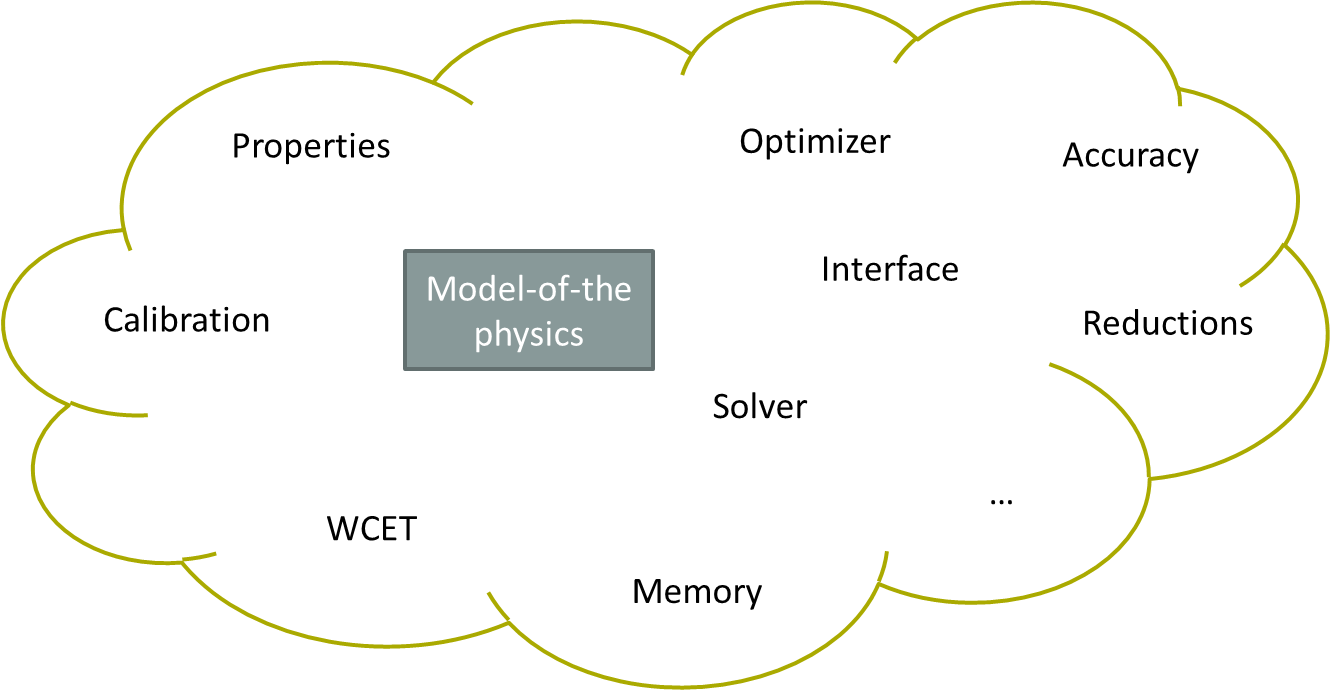 Properties
Optimizer
Accuracy
Interface
Model-of-the
physics
Calibration
Reductions
Solver
...
WCET
Memory